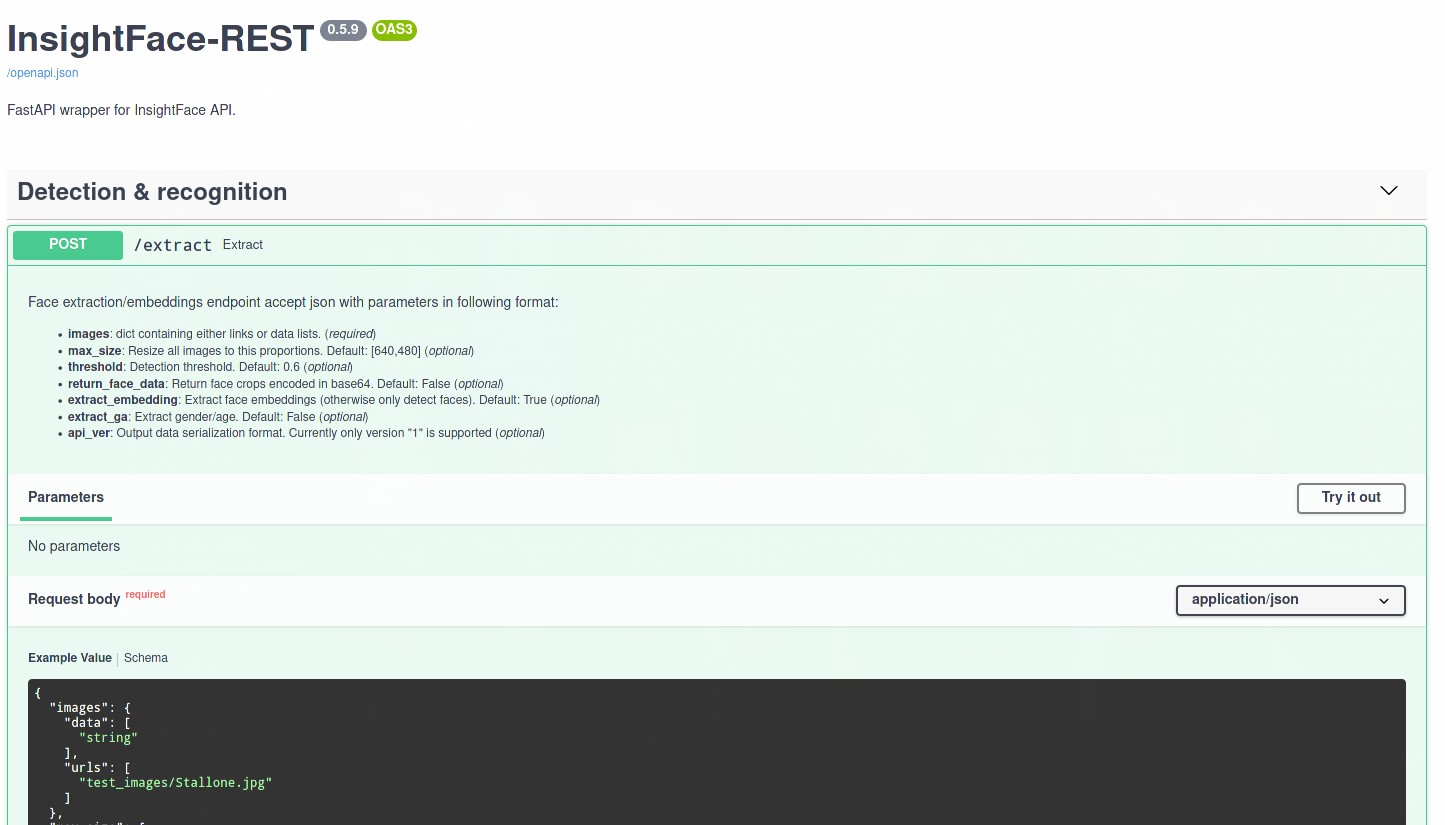 InsightFace-REST 0.5.9 OAS3
/openapi.json
FastAPI wrapper for InsightFace API.
Detection & recognition
POST /extract Extract
Face extraction/embeddings endpoint accept json with parameters in following format:
• images: dict containing either links or data lists. (required)
• max_size: Resize all images to this proportions. Default: [640,480] (optional)
• threshold: Detection threshold. Default: 0.6 (optional)
• return_face_data: Return face crops encoded in base64. Default: False (optional)
• extract_embedding: Extract face embeddings (otherwise only detect faces). Default: True (optional)
• extract_ga: Extract gender/age. Default: False (optional)
• api_ver: Output data serialization format. Currently only version "1" is supported (optional)
Parameters Try it out
No parameters
Request body required application/json
Example Value | Schema
{
"images": {
"data": [
"string"
],
"urls": [
"test_images/Stallone.jpg"
]
},